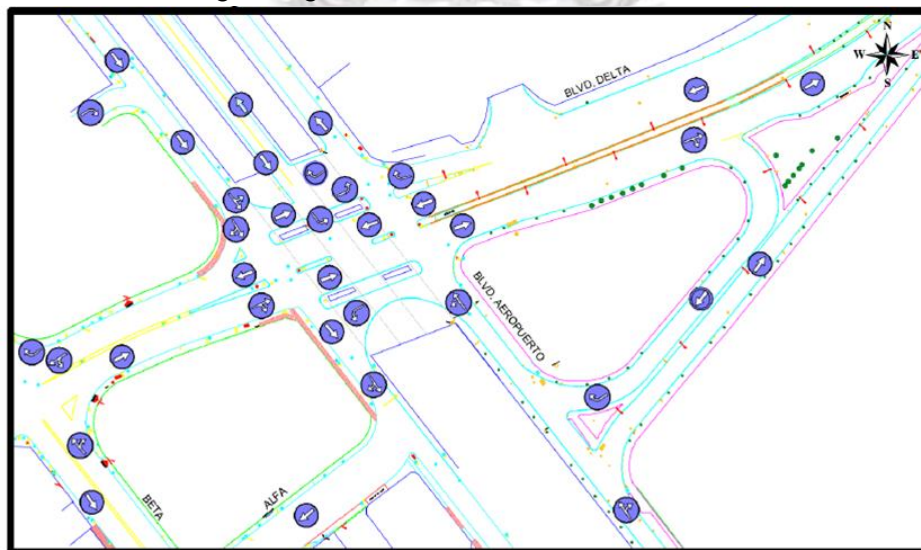 N
W E
S
BLVD. DELTA
BLVD. AEROPUERTO
BETA
ALFA